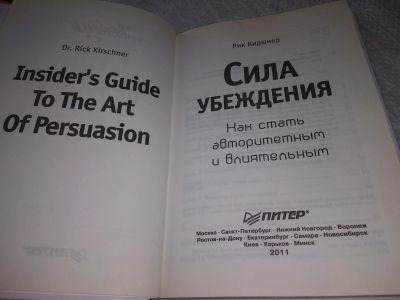 Dr. Rick Kirschner
Insider's Guide
To The Art
Of Persuasion
Рик Киршнер
СИЛА
УБЕЖДЕНИЯ
Как стать
авторитетным
и влиятельным
ПИТЕР®
Москва · Санкт-Петербург · Нижний Новгород · Воронеж
Ростов-на-Дону · Екатеринбург · Самара · Новосибирск
Киев · Харьков · Минск
2011